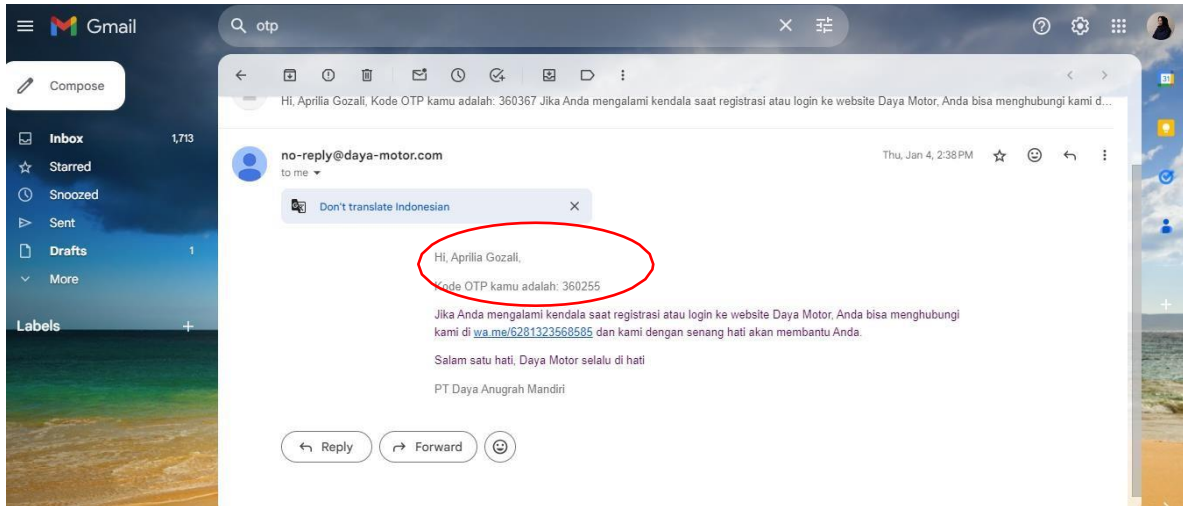 Gmail
otp
Compose
Hi, Aprilia Gozali, Kode OTP kamu adalah: 360367 Jika Anda mengalami kendala saat registrasi atau login ke website Daya Motor, Anda bisa menghubungi kami d...
Inbox 1,713
Starred
Snoozed
Sent
Drafts 1
More
Labels
no-reply@daya-motor.com
Thu, Jan 4, 2:38 PM
to me
Don't translate Indonesian
Hi, Aprilia Gozali,
Kode OTP kamu adalah: 360255
Jika Anda mengalami kendala saat registrasi atau login ke website Daya Motor, Anda bisa menghubungi
kami di wa.me/6281323568585 dan kami dengan senang hati akan membantu Anda.
Salam satu hati, Daya Motor selalu di hati
PT Daya Anugrah Mandiri
Reply
Forward
31